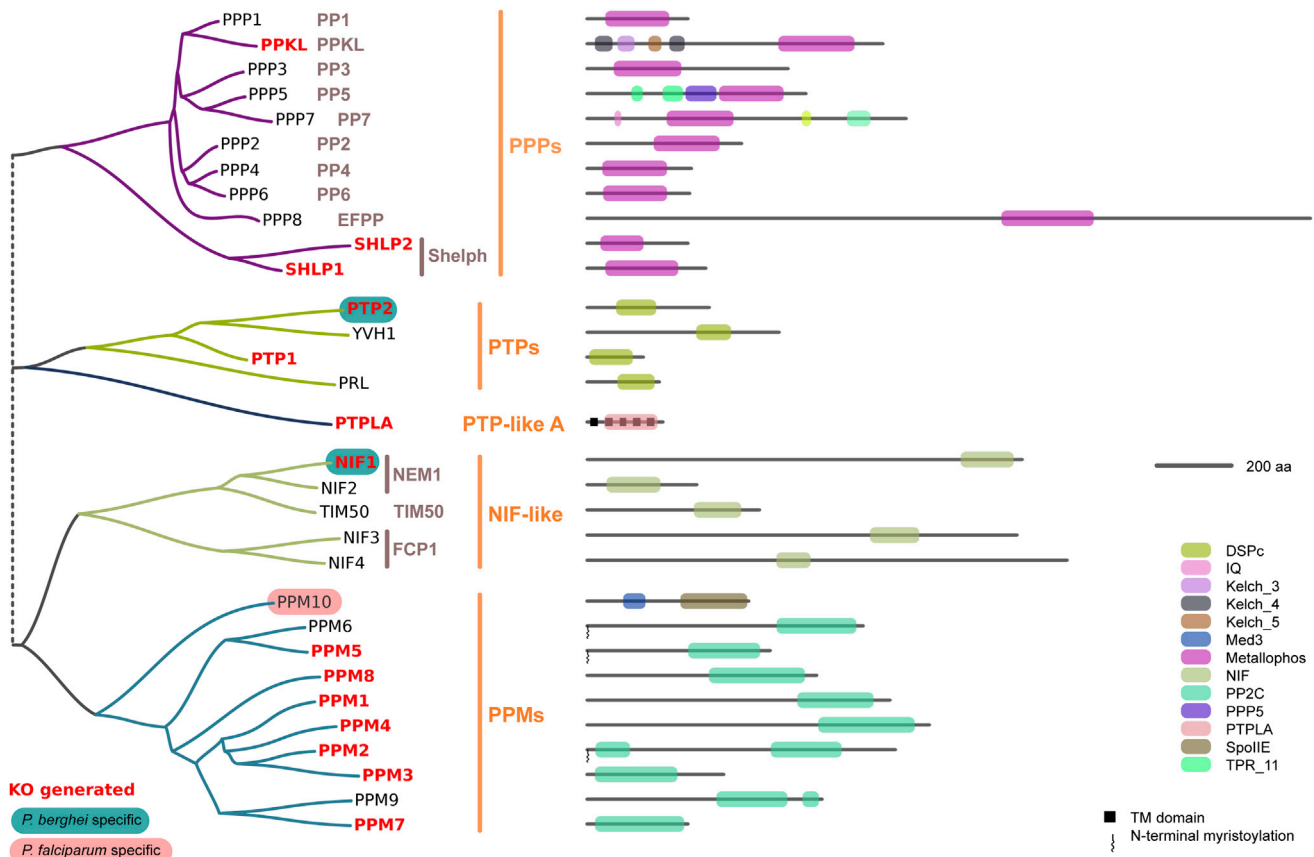 PPP1 PP1
PPKL PPKL
PPP3 PP3
PPP5 PP5
PPP7 PP7
PPP2 PP2
PPP4 PP4
PPP6 PP6
PPP8 EFPP
SHLP2
SHLP1
Shelph
PPPs
PTP2
YVH1
PTP1
PRL
PTPs
PTPLA
PTP-like A
NIF1
NIF2
NEM1
TIM50 TIM50
NIF3
NIF4
FCP1
NIF-like
PPM10
PPM6
PPM5
PPM8
PPM1
PPM4
PPM2
PPM3
PPM9
PPM7
PPMs
KO generated
P. berghei specific
P. falciparum specific
200 aa
DSPc
IQ
Kelch_3
Kelch_4
Kelch_5
Med3
Metallophos
NIF
PP2C
PPP5
PTPLA
SpoIIE
TPR_11
TM domain
N-terminal myristoylation